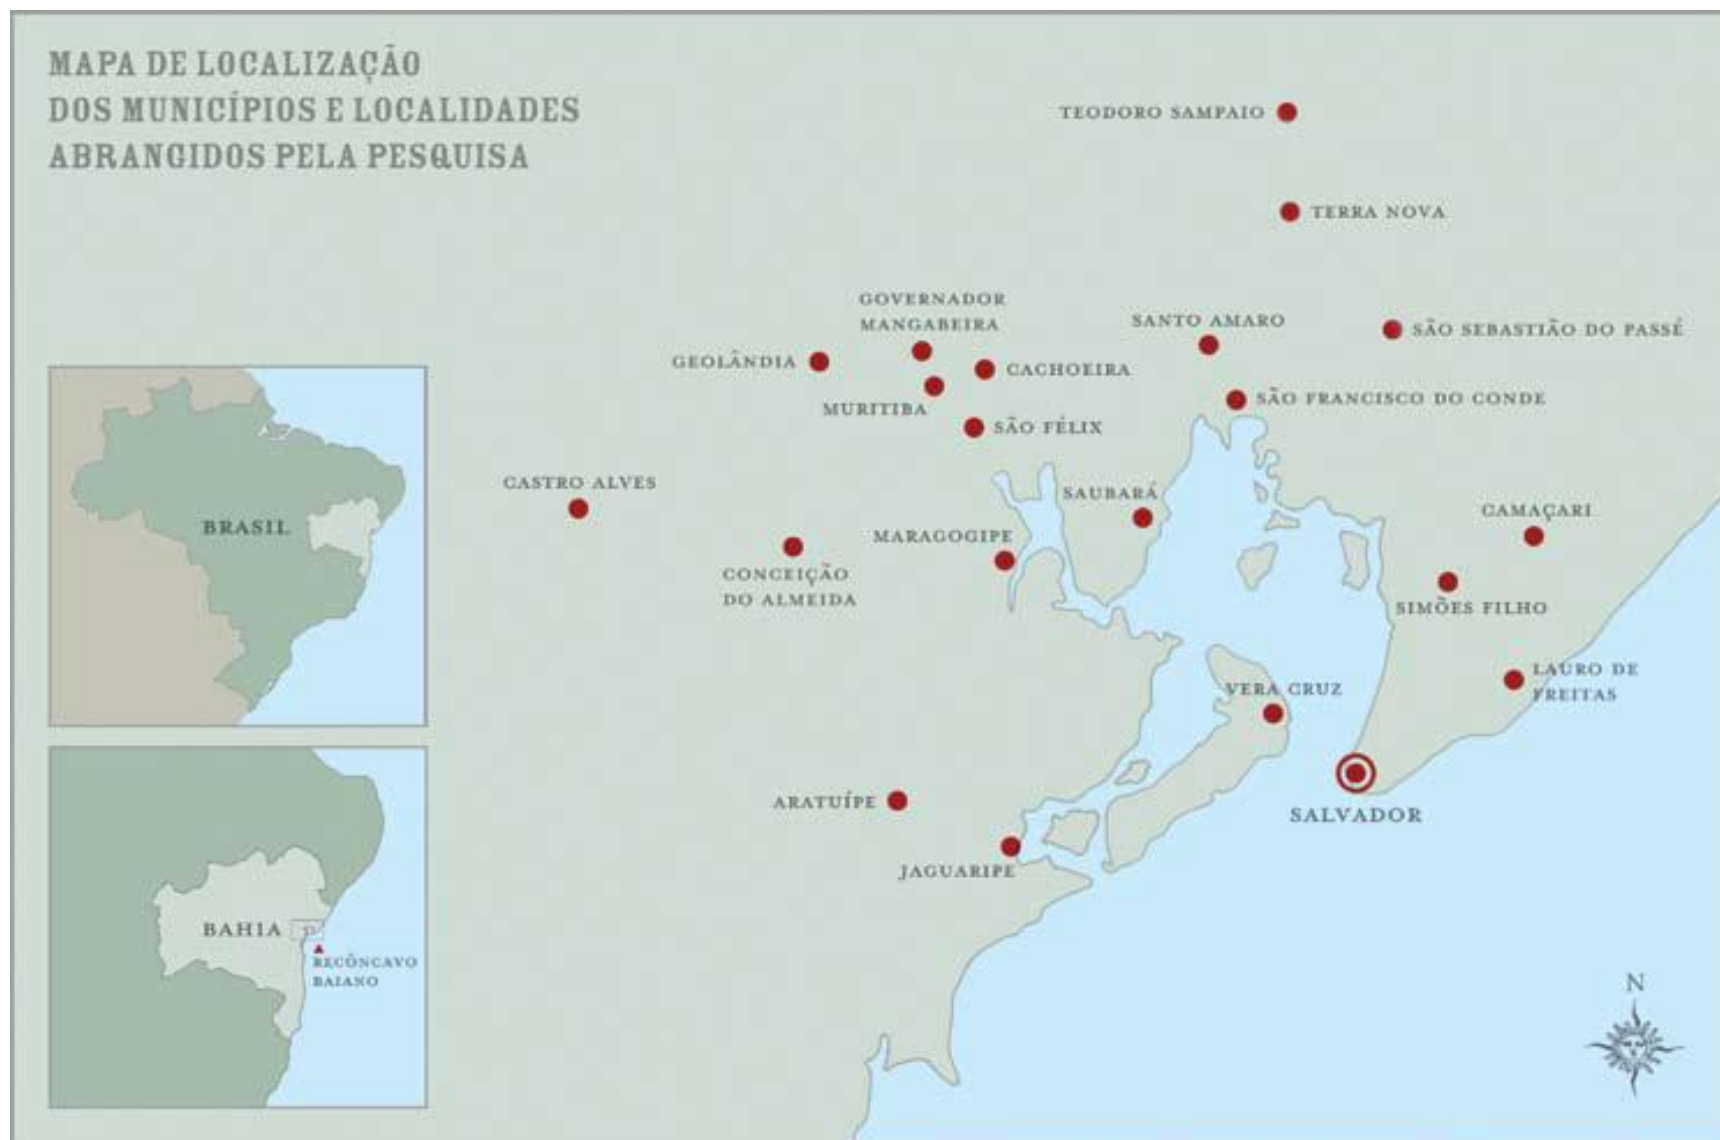 MAPA DE LOCALIZAÇÃO
DOS MUNICÍPIOS E LOCALIDADES
ABRANGIDOS PELA PESQUISA
TEODORO SAMPAIO
TERRA NOVA
GOVERNADOR
MANGABEIRA
SANTO AMARO
SÃO SEBASTIÃO DO PASSÉ
GEOLÂNDIA
CACHOEIRA
MURITIBA
SÃO FRANCISCO DO CONDE
SÃO FÉLIX
CASTRO ALVES
SAUBARÁ
CAMAÇARI
MARAGOGIPE
CONCEIÇÃO
DO ALMEIDA
SIMÕES FILHO
LAURO DE
FREITAS
VERA CRUZ
ARATUÍPE
SALVADOR
JAGUARIPE
BRASIL
BAHIA
RECÔNCAVO
BAIANO
N